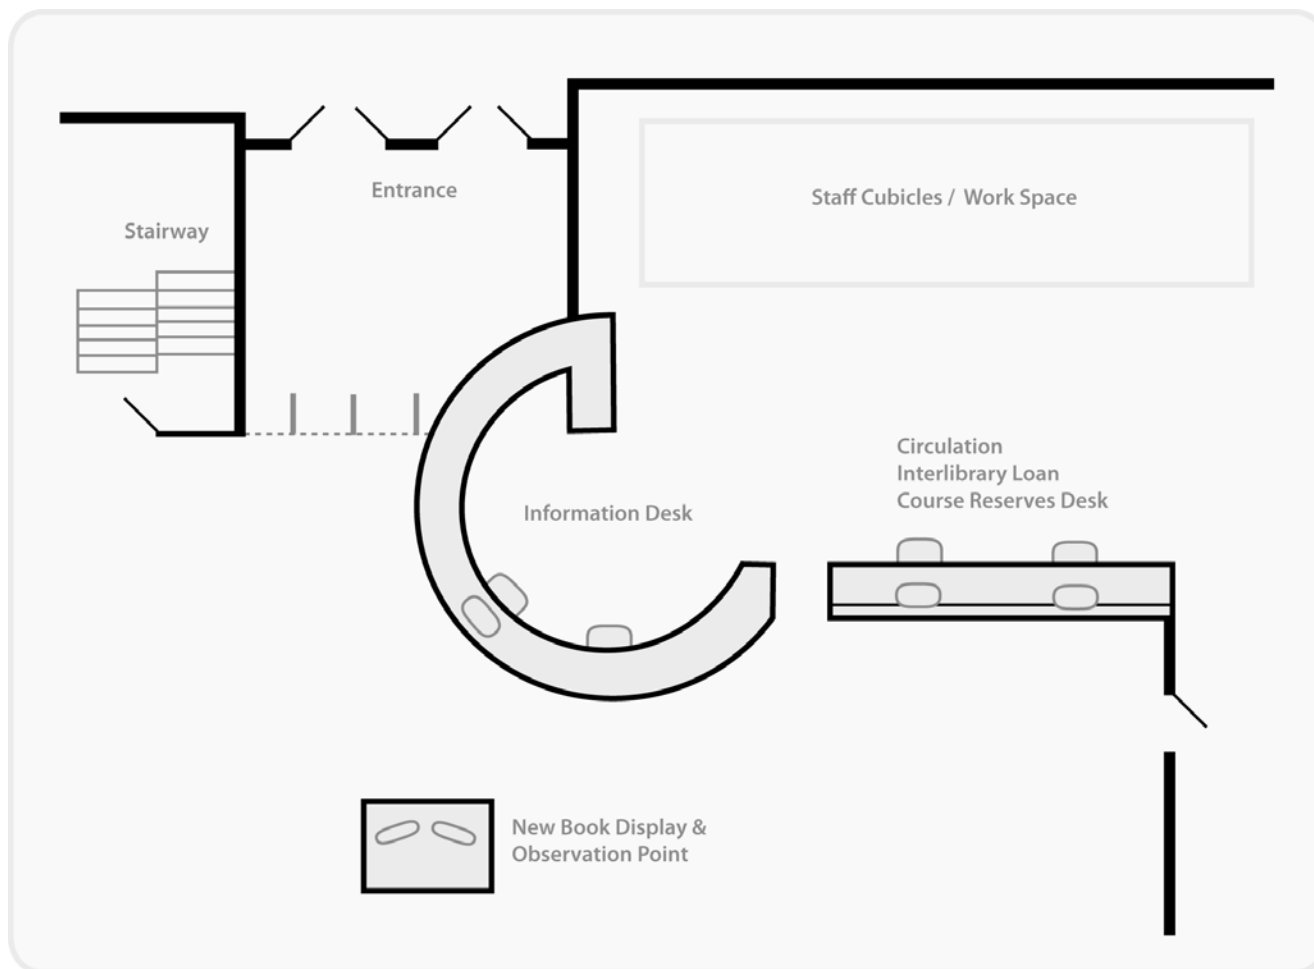 Entrance
Staff Cubicles / Work Space
Stairway
Circulation
Interlibrary Loan
Course Reserves Desk
Information Desk
New Book Display &
Observation Point